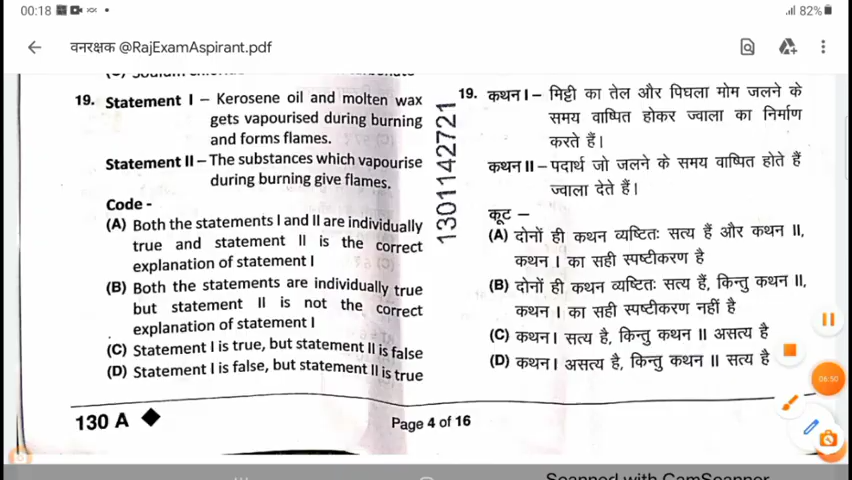 00:18
82%
वनरक्षक @RajExamAspirant.pdf
19. Statement I – Kerosene oil and molten wax
gets vapourised during burning
and forms flames.
Statement II – The substances which vapourise
during burning give flames.
Code -
(A) Both the statements I and II are individually
true and statement II is the correct
explanation of statement I
(B) Both the statements are individually true
but statement II is not the correct
explanation of statement I
(C) Statement I is true, but statement II is false
(D) Statement I is false, but statement II is true
1301142721
19. कथन I – मिट्टी का तेल और पिघला मोम जलने के
समय वाष्पित होकर ज्वाला का निर्माण
करते हैं।
कथन II – पदार्थ जो जलने के समय वाष्पित होते हैं
ज्वाला देते हैं।
कूट –
(A) दोनों ही कथन व्यष्टितः सत्य हैं और कथन II,
कथन I का सही स्पष्टीकरण है
(B) दोनों ही कथन व्यष्टितः सत्य हैं, किन्तु कथन II,
कथन I का सही स्पष्टीकरण नहीं है
(C) कथन I सत्य है, किन्तु कथन II असत्य है
(D) कथन I असत्य है, किन्तु कथन II सत्य है
06:50
130 A
Page 4 of 16